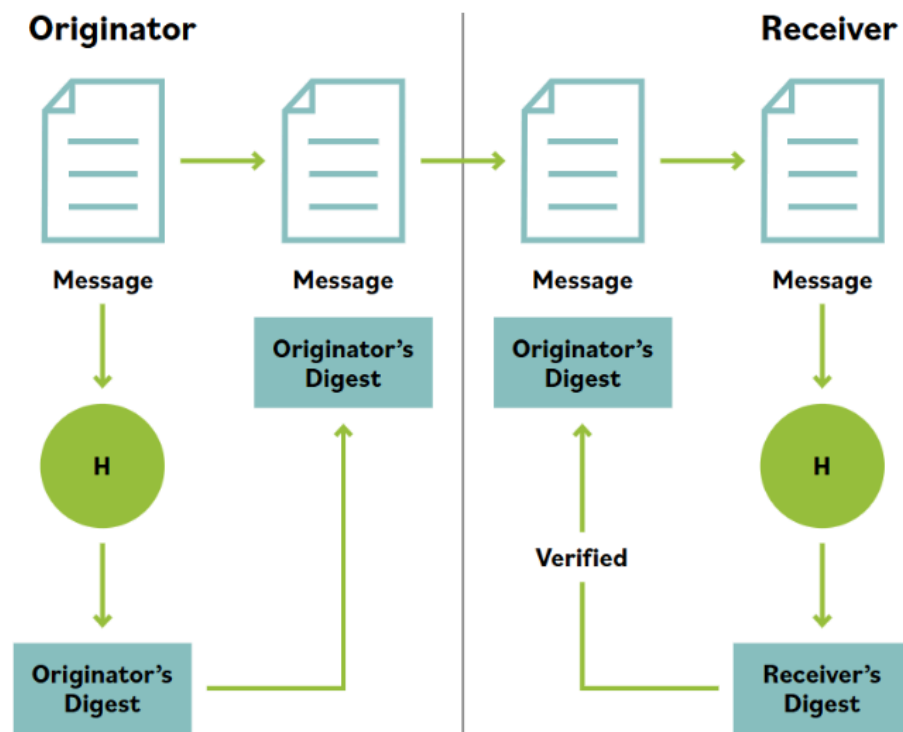 Originator
Receiver
Message
Message
Message
Message
Originator’s
Digest
Originator’s
Digest
H
H
Verified
Originator’s
Digest
Receiver’s
Digest